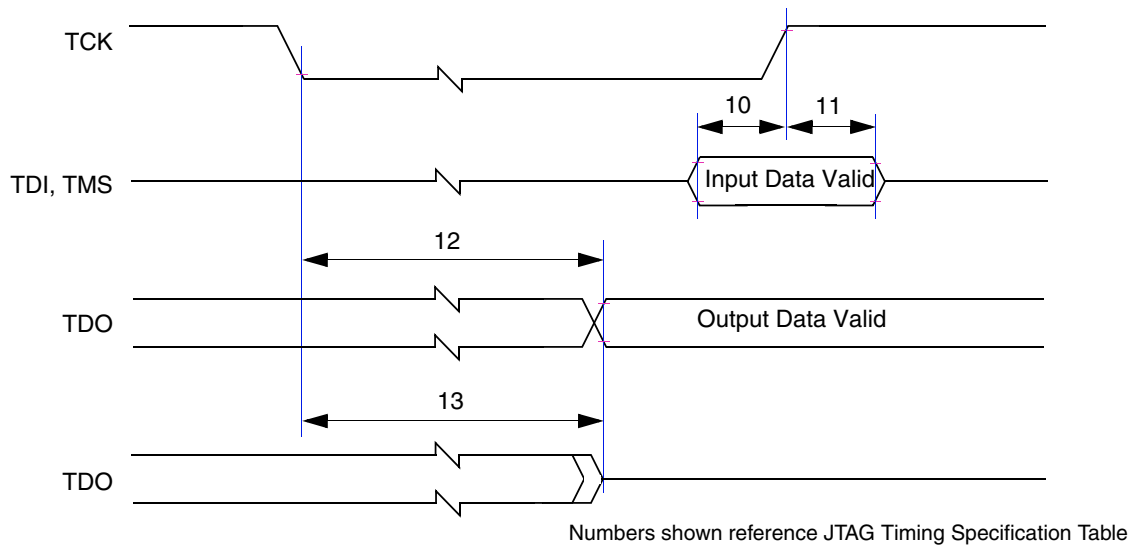 TCK
10
11
TDI, TMS
Input Data Valid
12
TDO
Output Data Valid
13
TDO
Numbers shown reference JTAG Timing Specification Table